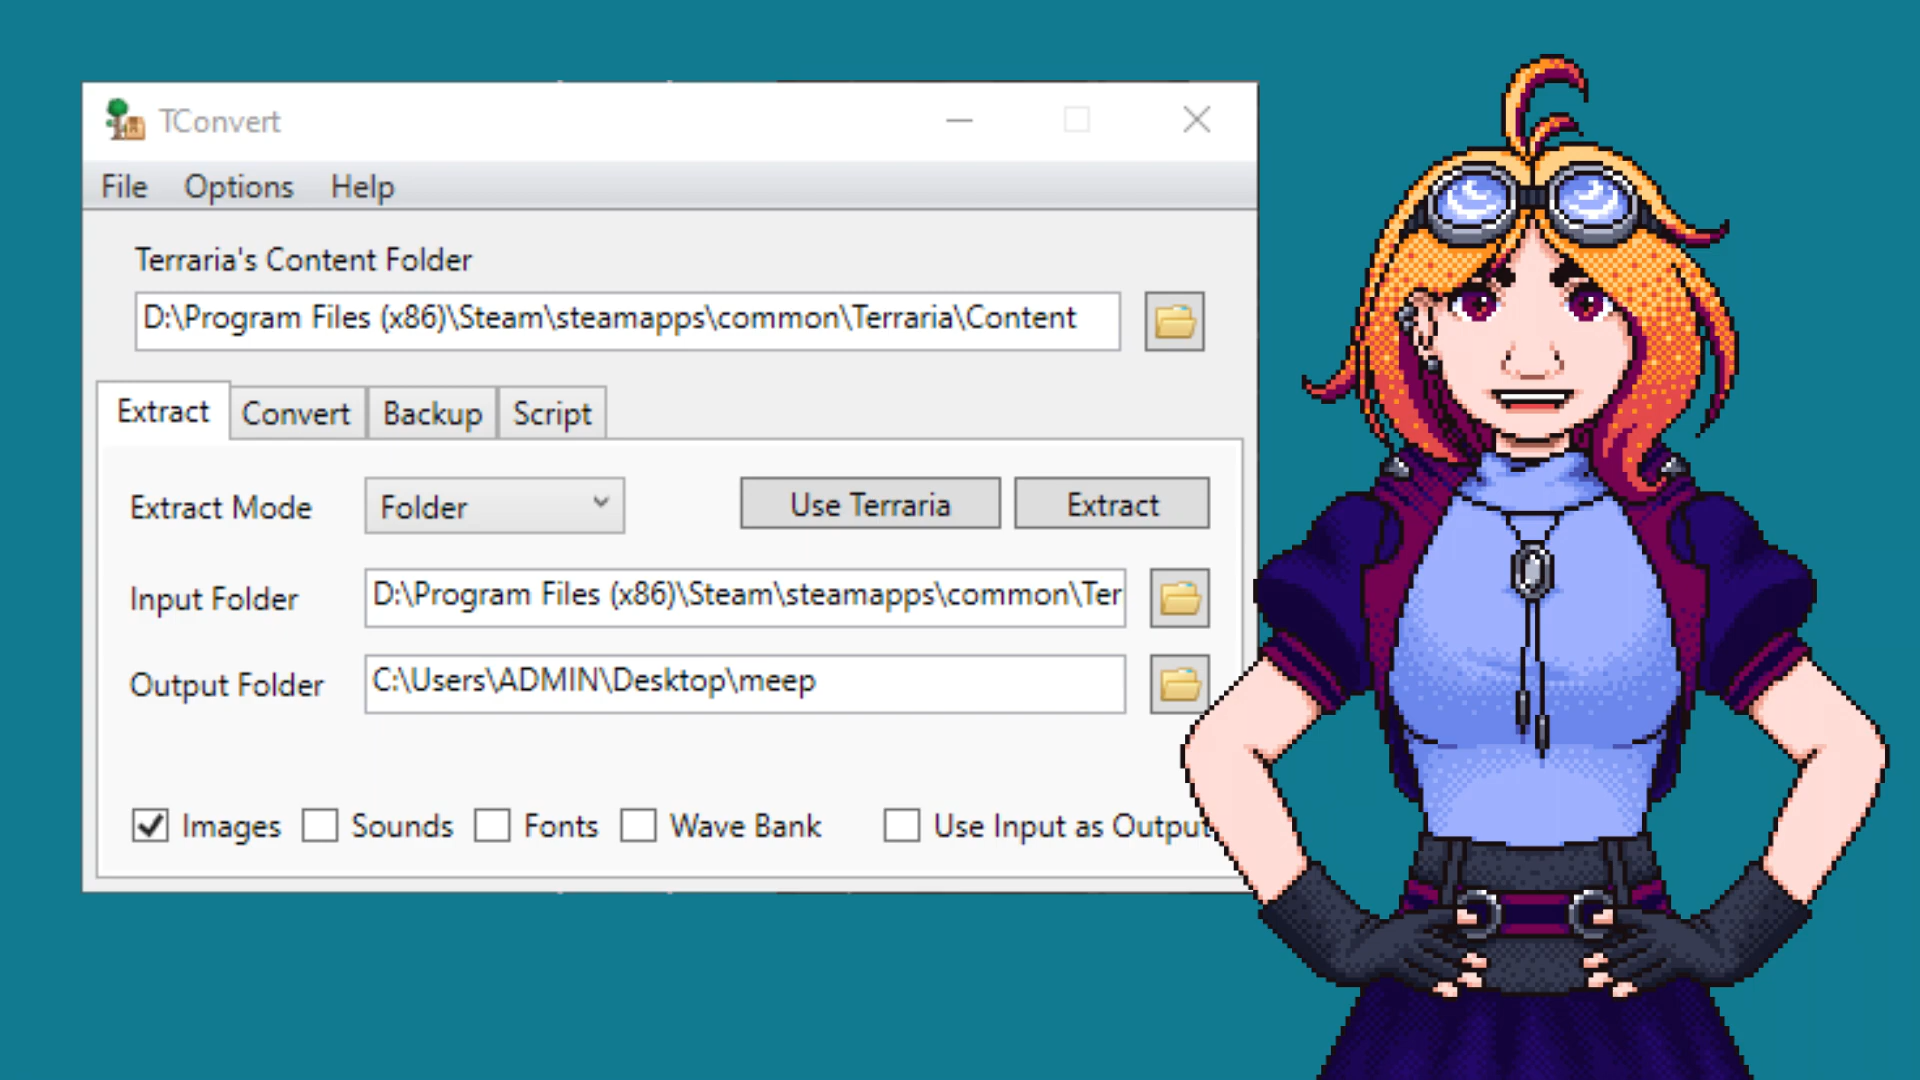 TConvert
File Options Help
Terraria's Content Folder
D:\Program Files (x86)\Steam\steamapps\common\Terraria\Content
Extract Convert Backup Script
Extract Mode Folder Use Terraria Extract
Input Folder D:\Program Files (x86)\Steam\steamapps\common\Ter
Output Folder C:\Users\ADMIN\Desktop\meep
Images Sounds Fonts Wave Bank Use Input as Output